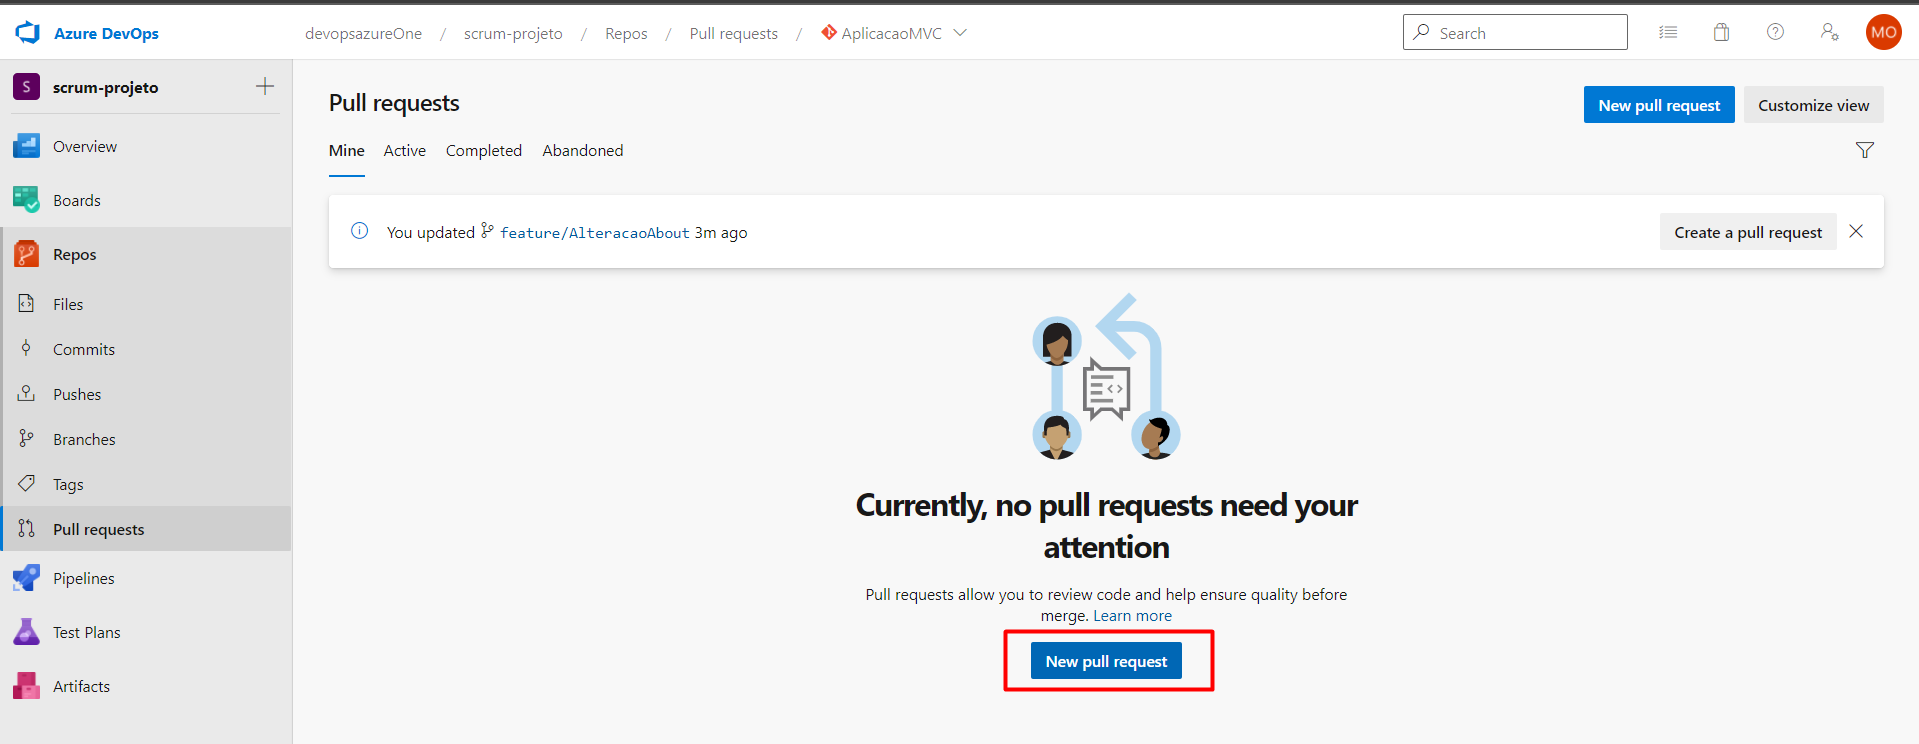 Azure DevOps
devopsazureOne / scrum-projeto / Repos / Pull requests / AplicacaoMVC
Search
MO
S
scrum-projeto
Overview
Boards
Repos
Files
Commits
Pushes
Branches
Tags
Pull requests
Pipelines
Test Plans
Artifacts
Pull requests
New pull request
Customize view
Mine Active Completed Abandoned
You updated feature/AlteracaoAbout 3m ago
Create a pull request
Currently, no pull requests need your
attention
Pull requests allow you to review code and help ensure quality before
merge. Learn more
New pull request